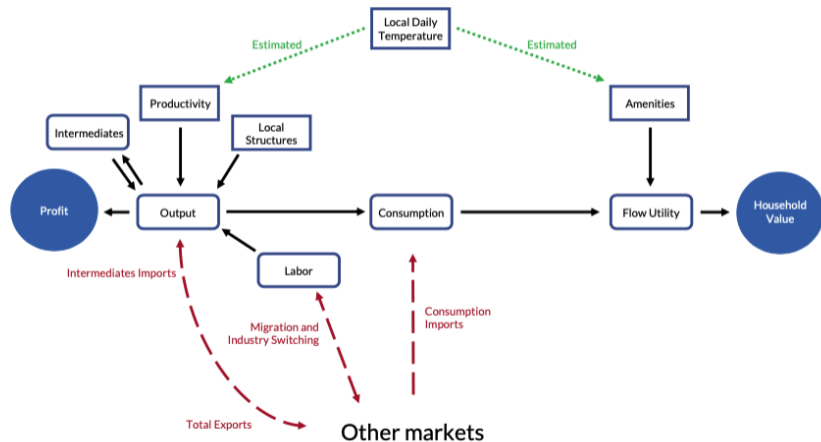 Local Daily
Temperature
Estimated
Estimated
Productivity
Amenities
Intermediates
Local
Structures
Profit
Output
Consumption
Flow Utility
Household
Value
Intermediates Imports
Labor
Migration and
Industry Switching
Consumption
Imports
Total Exports
Other markets